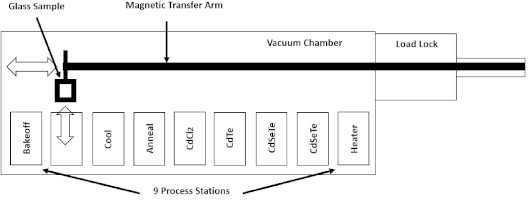 Glass Sample
Magnetic Transfer Arm
Vacuum Chamber
Load Lock
Bakeoff
Cool
Anneal
CdCl2
CdTe
CdSeTe
CdSeTe
Heater
9 Process Stations